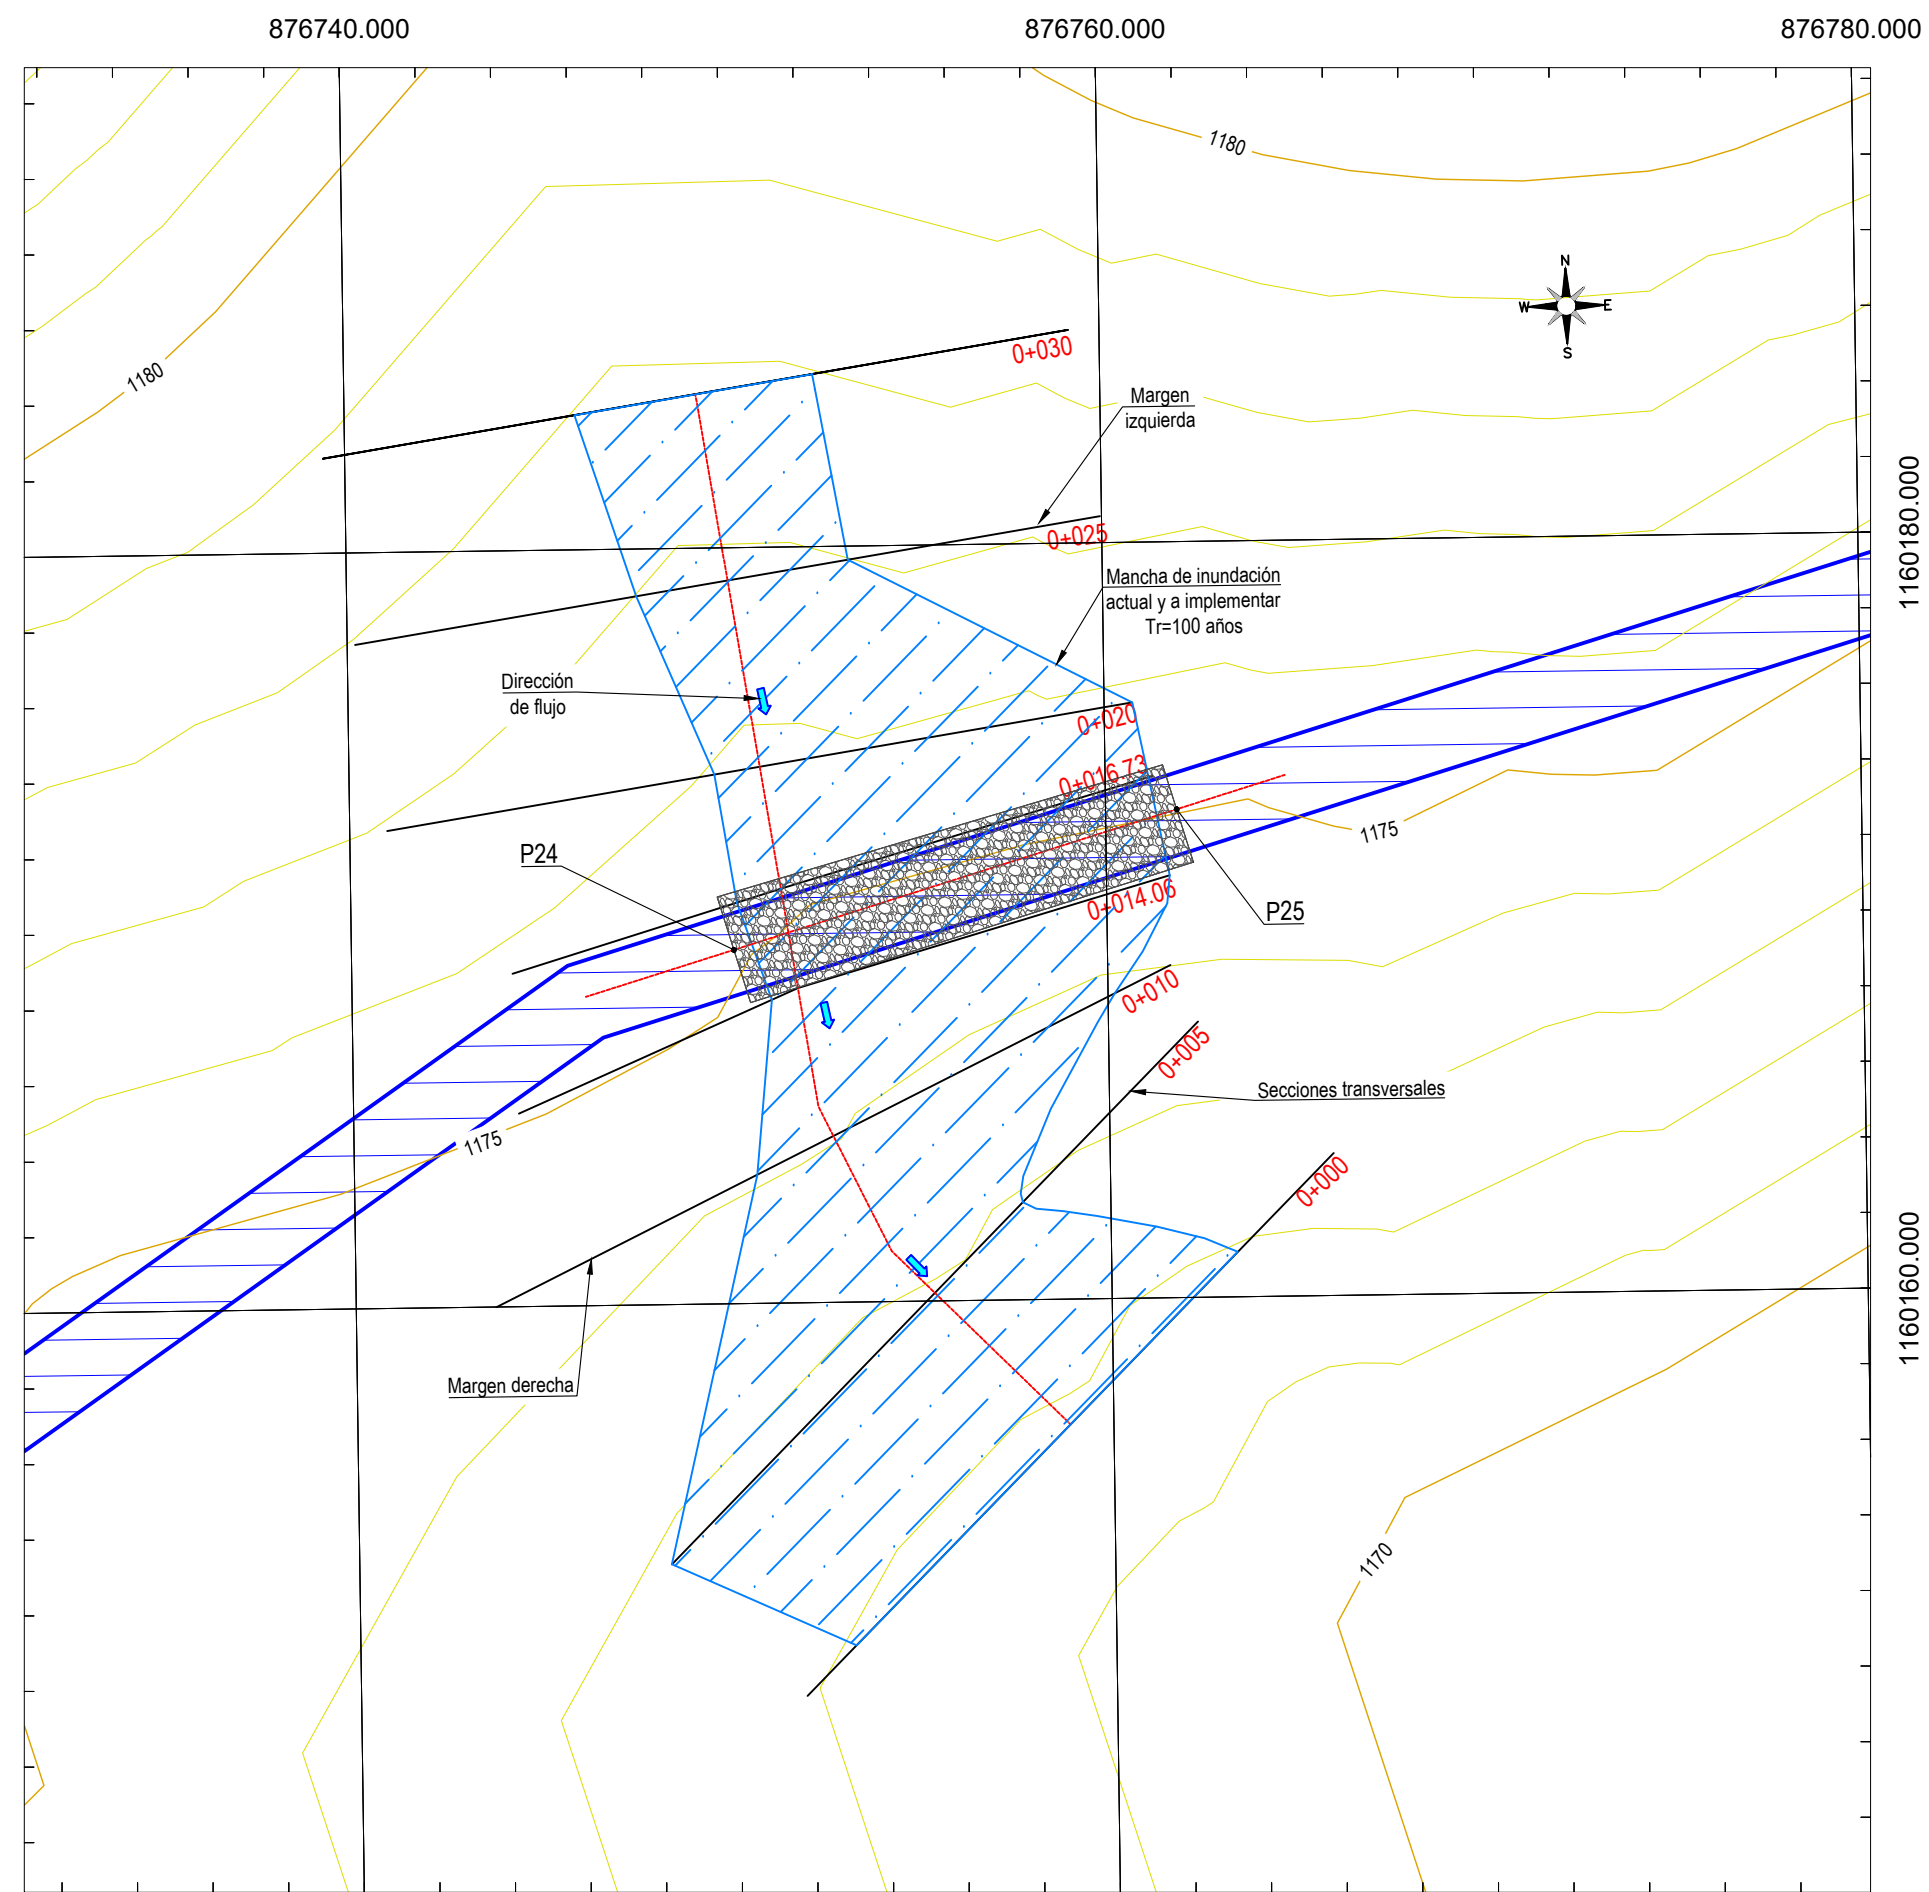 876740.000
876760.000
876780.000
1180
1180
N
W
E
S
0+030
Margen
izquierda
0+025
1160180.000
Mancha de inundación
actual y a implementar
Tr=100 años
Dirección
de flujo
0+020
0+016.73
1175
P24
0+014.06
P25
0+010
0+005
Secciones transversales
1175
0+000
1160160.000
Margen derecha
1170